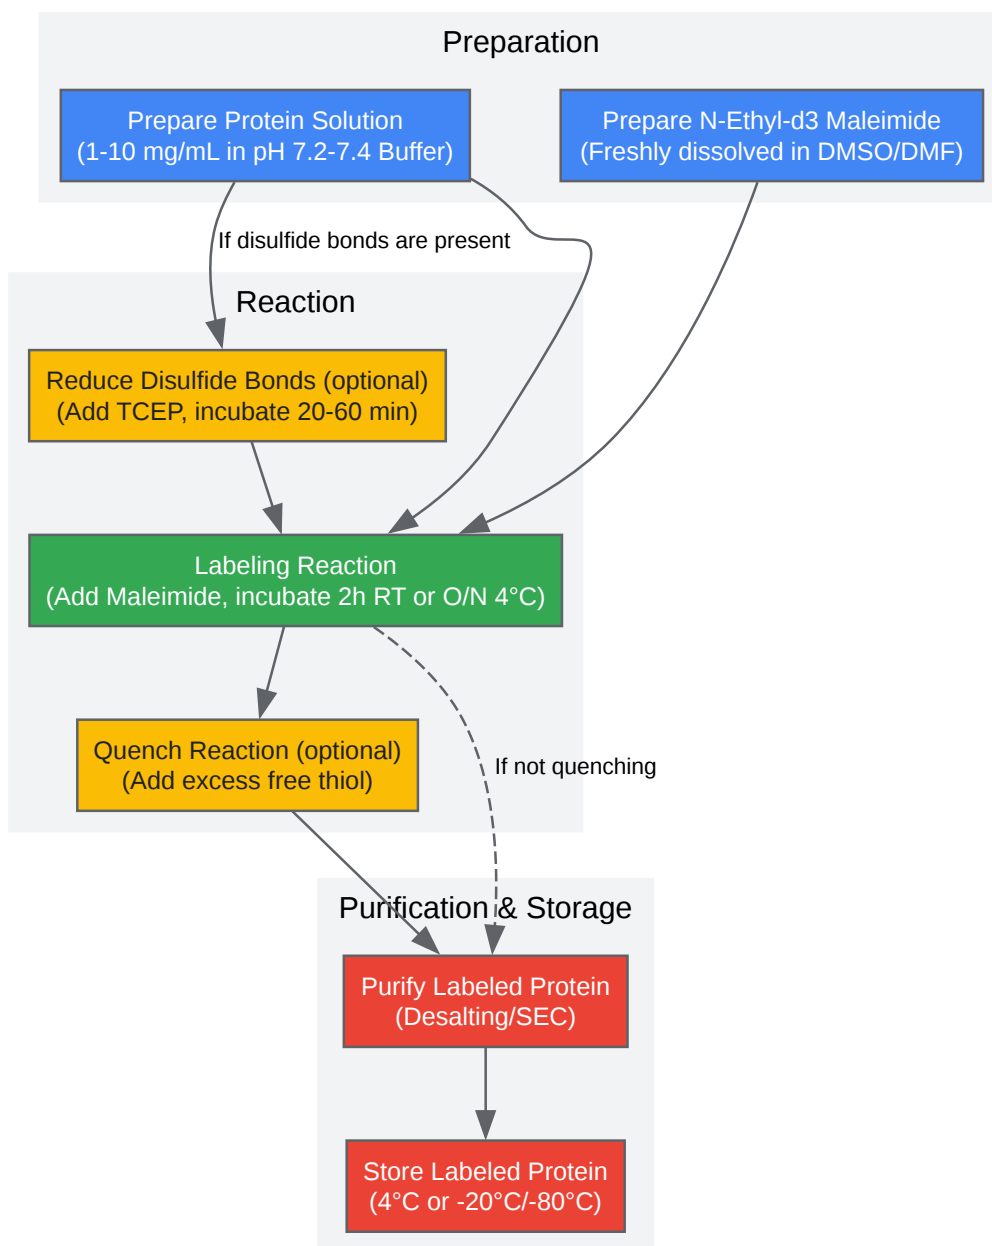 Preparation
Prepare Protein Solution
(1-10 mg/mL in pH 7.2-7.4 Buffer)
Prepare N-Ethyl-d3 Maleimide
(Freshly dissolved in DMSO/DMF)
If disulfide bonds are present
Reaction
Reduce Disulfide Bonds (optional)
(Add TCEP, incubate 20-60 min)
Labeling Reaction
(Add Maleimide, incubate 2h RT or O/N 4°C)
Quench Reaction (optional)
(Add excess free thiol)
If not quenching
Purification & Storage
Purify Labeled Protein
(Desalting/SEC)
Store Labeled Protein
(4°C or -20°C/-80°C)